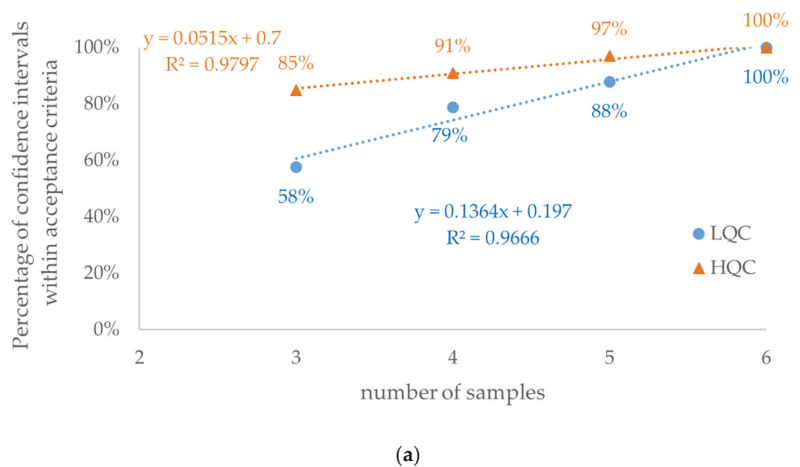 100%
97%
91%
85%
y = 0.0515x + 0.7
R² = 0.9797
100%
80%
60%
40%
20%
0%
100%
88%
79%
58%
y = 0.1364x + 0.197
R² = 0.9666
LQC
HQC
Percentage of confidence intervals
within acceptance criteria
2
3
4
5
6
number of samples
(a)